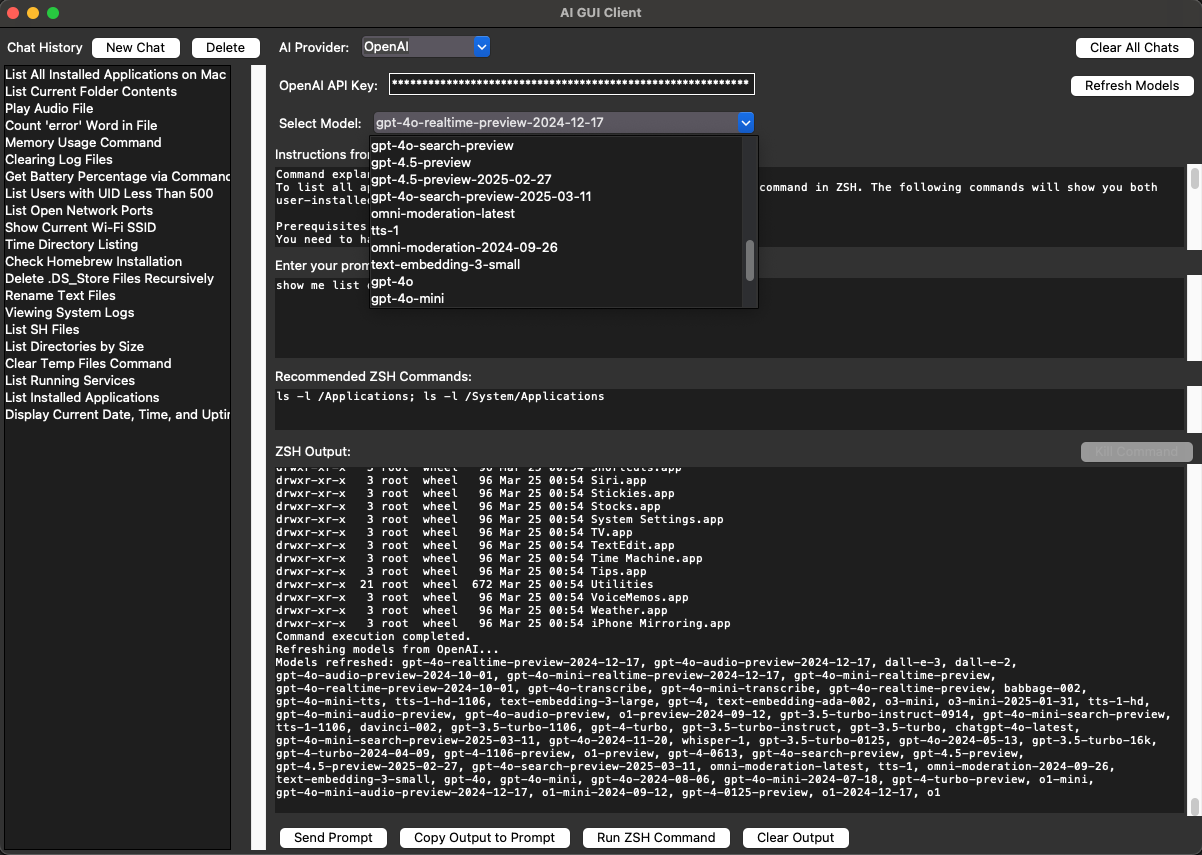 AI GUI Client
Chat History
New Chat
Delete
AI Provider:
OpenAI
Clear All Chats
List All Installed Applications on Mac
List Current Folder Contents
Play Audio File
Count 'error' Word in File
Memory Usage Command
Clearing Log Files
Get Battery Percentage via Command
List Users with UID Less Than 500
List Open Network Ports
Show Current Wi-Fi SSID
Time Directory Listing
Check Homebrew Installation
Delete .DS_Store Files Recursively
Rename Text Files
Viewing System Logs
List SH Files
List Directories by Size
Clear Temp Files Command
List Running Services
List Installed Applications
Display Current Date, Time, and Uptir
OpenAI API Key:
Refresh Models
Select Model:
gpt-4o-realtime-preview-2024-12-17
gpt-4o-search-preview
gpt-4.5-preview
gpt-4.5-preview-2025-02-27
gpt-4o-search-preview-2025-03-11
omni-moderation-latest
tts-1
omni-moderation-2024-09-26
text-embedding-3-small
gpt-4o
gpt-4o-mini
Instructions fro
Command expla
To list all a command in ZSH. The following commands will show you both
user-installe
Prerequisites
You need to h
Enter your pro
show me list
Recommended ZSH Commands:
ls -l /Applications; ls -l /System/Applications
ZSH Output:
Kill Command
drwxr-xr-x 3 root wheel 96 Mar 25 00:54 Shortcuts.app
drwxr-xr-x 3 root wheel 96 Mar 25 00:54 Siri.app
drwxr-xr-x 3 root wheel 96 Mar 25 00:54 Stickies.app
drwxr-xr-x 3 root wheel 96 Mar 25 00:54 Stocks.app
drwxr-xr-x 3 root wheel 96 Mar 25 00:54 System Settings.app
drwxr-xr-x 3 root wheel 96 Mar 25 00:54 TV.app
drwxr-xr-x 3 root wheel 96 Mar 25 00:54 TextEdit.app
drwxr-xr-x 3 root wheel 96 Mar 25 00:54 Time Machine.app
drwxr-xr-x 3 root wheel 96 Mar 25 00:54 Tips.app
drwxr-xr-x 21 root wheel 672 Mar 25 00:54 Utilities
drwxr-xr-x 3 root wheel 96 Mar 25 00:54 VoiceMemos.app
drwxr-xr-x 3 root wheel 96 Mar 25 00:54 Weather.app
drwxr-xr-x 3 root wheel 96 Mar 25 00:54 iPhone Mirroring.app
Command execution completed.
Refreshing models from OpenAI...
Models refreshed: gpt-4o-realtime-preview-2024-12-17, gpt-4o-audio-preview-2024-12-17, dall-e-3, dall-e-2,
gpt-4o-audio-preview-2024-10-01, gpt-4o-mini-realtime-preview-2024-12-17, gpt-4o-mini-realtime-preview,
gpt-4o-realtime-preview-2024-10-01, gpt-4o-transcribe, gpt-4o-mini-transcribe, gpt-4o-realtime-preview, babbage-002,
gpt-4o-mini-tts, tts-1-hd-1106, text-embedding-3-large, gpt-4, text-embedding-ada-002, o3-mini, o3-mini-2025-01-31, tts-1-hd,
gpt-4o-mini-audio-preview, gpt-4o-audio-preview, o1-preview-2024-09-12, gpt-3.5-turbo-instruct-0914, gpt-4o-mini-search-preview,
tts-1-1106, davinci-002, gpt-3.5-turbo-1106, gpt-4-turbo, gpt-3.5-turbo-instruct, gpt-3.5-turbo, chatgpt-4o-latest,
gpt-4o-mini-search-preview-2025-03-11, gpt-4o-2024-11-20, whisper-1, gpt-3.5-turbo-0125, gpt-4o-2024-05-13, gpt-3.5-turbo-16k,
gpt-4-turbo-2024-04-09, gpt-4-1106-preview, o1-preview, gpt-4-0613, gpt-4o-search-preview, gpt-4.5-preview,
gpt-4.5-preview-2025-02-27, gpt-4o-search-preview-2025-03-11, omni-moderation-latest, tts-1, omni-moderation-2024-09-26,
text-embedding-3-small, gpt-4o, gpt-4o-mini, gpt-4o-2024-08-06, gpt-4o-mini-2024-07-18, gpt-4-turbo-preview, o1-mini,
gpt-4o-mini-audio-preview-2024-12-17, o1-mini-2024-09-12, gpt-4-0125-preview, o1-2024-12-17, o1
Send Prompt
Copy Output to Prompt
Run ZSH Command
Clear Output